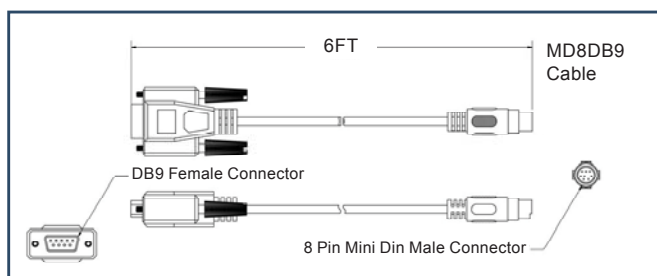 6FT
MD8DB9
Cable
DB9 Female Connector
8 Pin Mini Din Male Connector